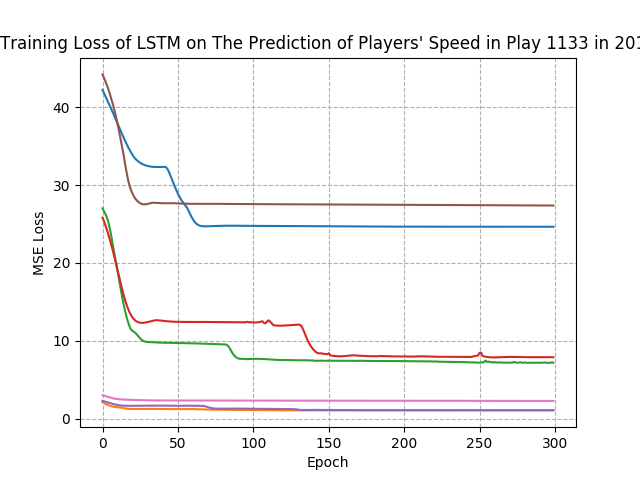 Training Loss of LSTM on The Prediction of Players' Speed in Play 1133 in 201
40
30
20
10
0
MSE Loss
0 50 100 150 200 250 300
Epoch